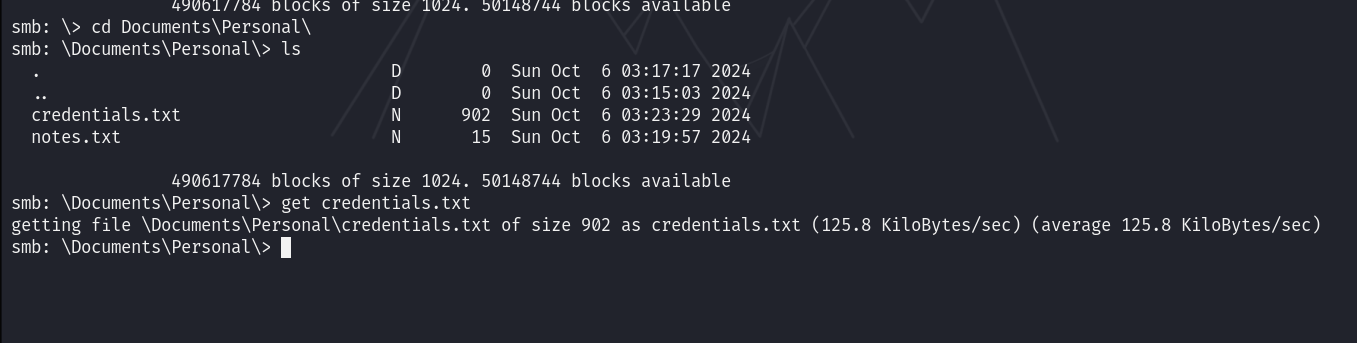 490617784 blocks of size 1024. 50148744 blocks available
smb: \> cd Documents\Personal\
smb: \Documents\Personal\> ls
  .                                   D        0  Sun Oct  6 03:17:17 2024
  ..                                  D        0  Sun Oct  6 03:15:03 2024
  credentials.txt                     N      902  Sun Oct  6 03:23:29 2024
  notes.txt                           N       15  Sun Oct  6 03:19:57 2024
490617784 blocks of size 1024. 50148744 blocks available
smb: \Documents\Personal\> get credentials.txt
getting file \Documents\Personal\credentials.txt of size 902 as credentials.txt (125.8 KiloBytes/sec) (average 125.8 KiloBytes/sec)
smb: \Documents\Personal\>